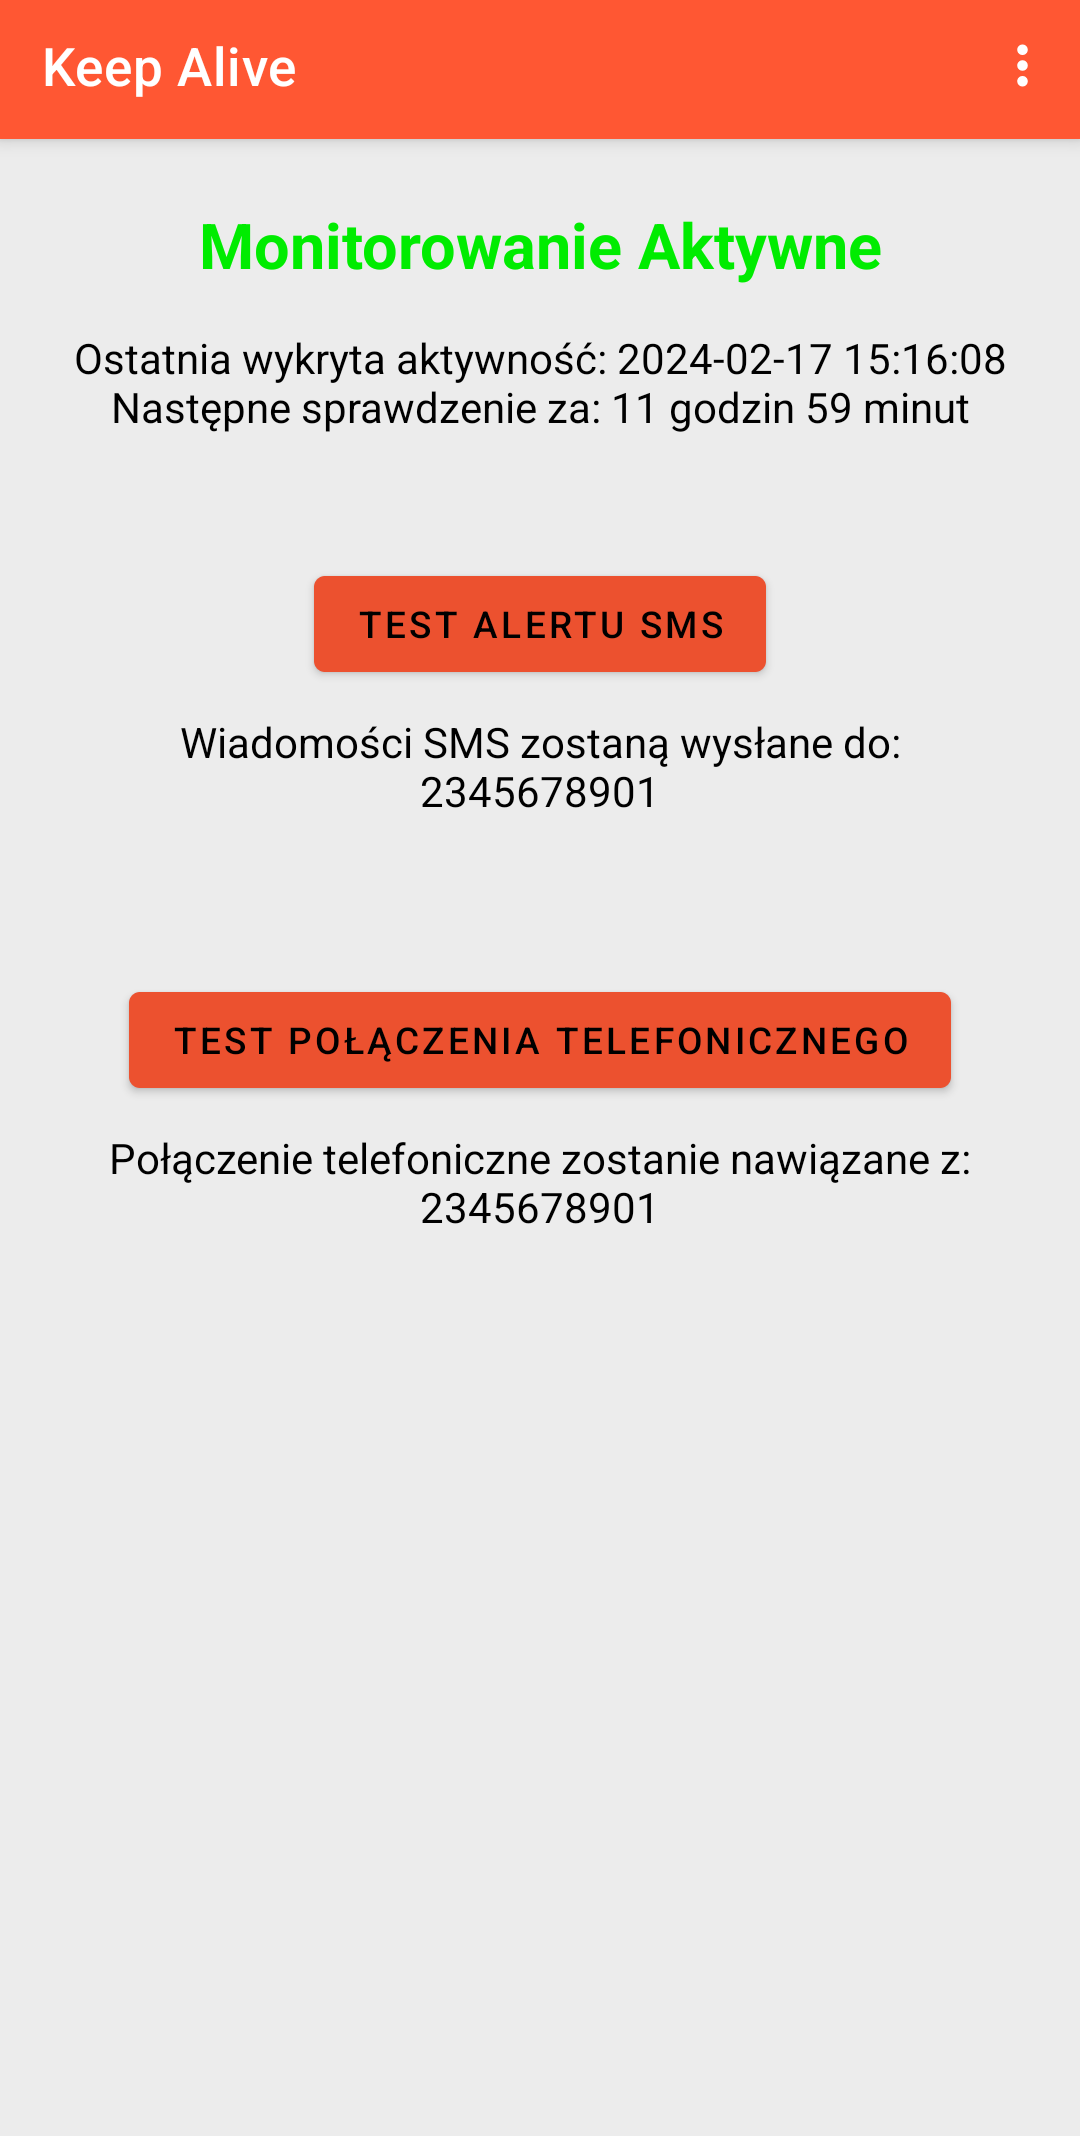 Keep Alive
Monitorowanie Aktywne
Ostatnia wykryta aktywność: 2024-02-17 15:16:08
Następne sprawdzenie za: 11 godzin 59 minut
TEST ALERTU SMS
Wiadomości SMS zostaną wysłane do:
2345678901
TEST POŁĄCZENIA TELEFONICZNEGO
Połączenie telefoniczne zostanie nawiązane z:
2345678901